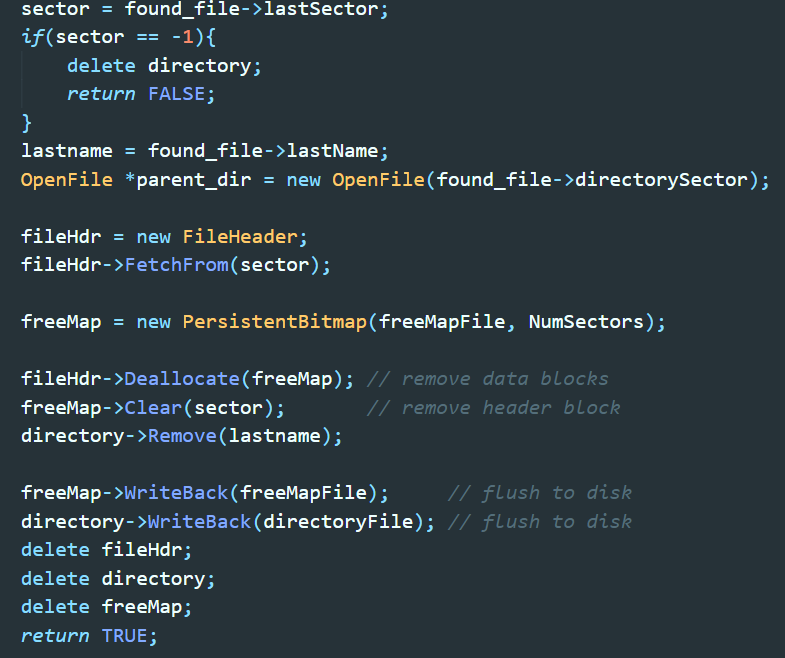 sector = found_file->lastSector;
if(sector == -1){
    delete directory;
    return FALSE;
}
lastname = found_file->lastName;
OpenFile *parent_dir = new OpenFile(found_file->directorySector);

fileHdr = new FileHeader;
fileHdr->FetchFrom(sector);

freeMap = new PersistentBitmap(freeMapFile, NumSectors);

fileHdr->Deallocate(freeMap); // remove data blocks
freeMap->Clear(sector);       // remove header block
directory->Remove(lastname);

freeMap->WriteBack(freeMapFile);     // flush to disk
directory->WriteBack(directoryFile); // flush to disk
delete fileHdr;
delete directory;
delete freeMap;
return TRUE;